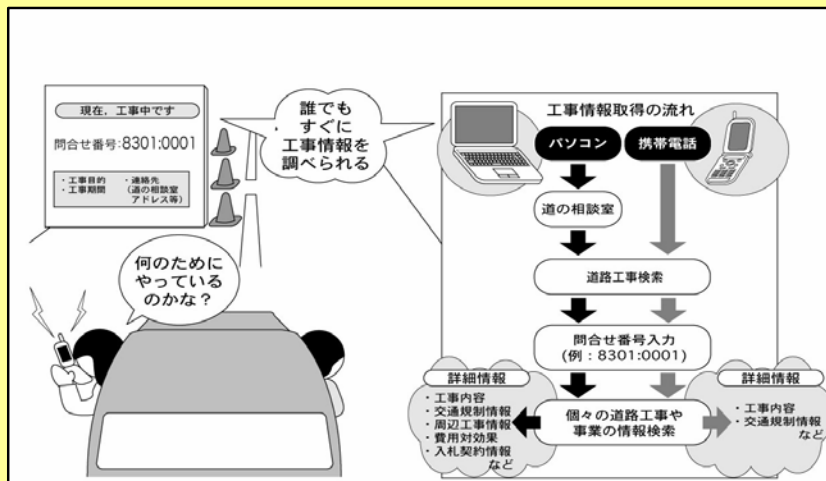 現在，工事中です
問合せ番号:8301:0001
・工事目的
・工事期間
・連絡先
(道の相談室
アドレス等)
誰でも
すぐに
工事情報を
調べられる
何のために
やっている
のかな？
工事情報取得の流れ
パソコン
携帯電話
道の相談室
道路工事検索
問合せ番号入力
(例：8301:0001)
個々の道路工事や
事業の情報検索
詳細情報
・工事内容
・交通規制情報
・周辺工事情報
・費用対効果
・入札契約情報
など
詳細情報
・工事内容
・交通規制情報
など